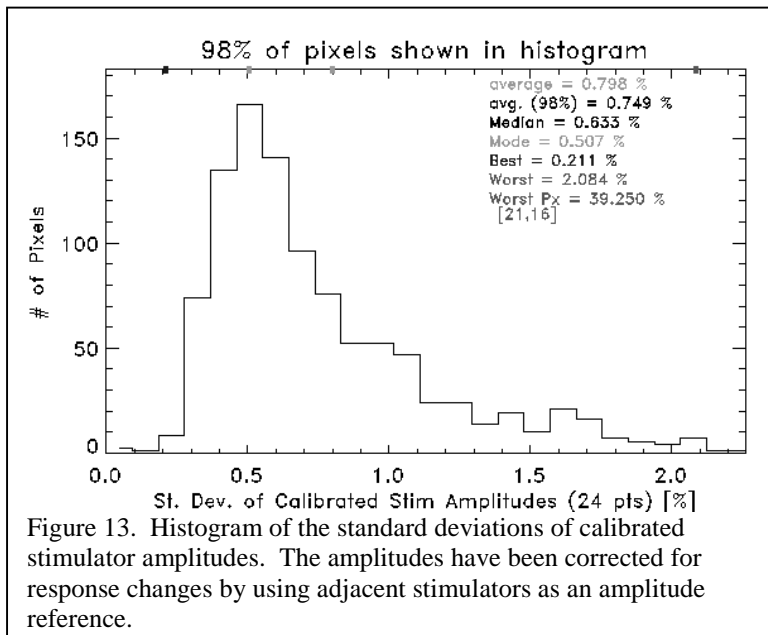 98% of pixels shown in histogram
average = 0.798 %
avg. (98%) = 0.749 %
Median = 0.633 %
Mode = 0.507 %
Best = 0.211 %
Worst = 2.084 %
Worst Px = 39.250 %
[21,16]
# of Pixels
150
100
50
0
0.0 0.5 1.0 1.5 2.0
St. Dev. of Calibrated Stim Amplitudes (24 pts) [%]
Figure 13. Histogram of the standard deviations of calibrated
stimulator amplitudes. The amplitudes have been corrected for
response changes by using adjacent stimulators as an amplitude
reference.